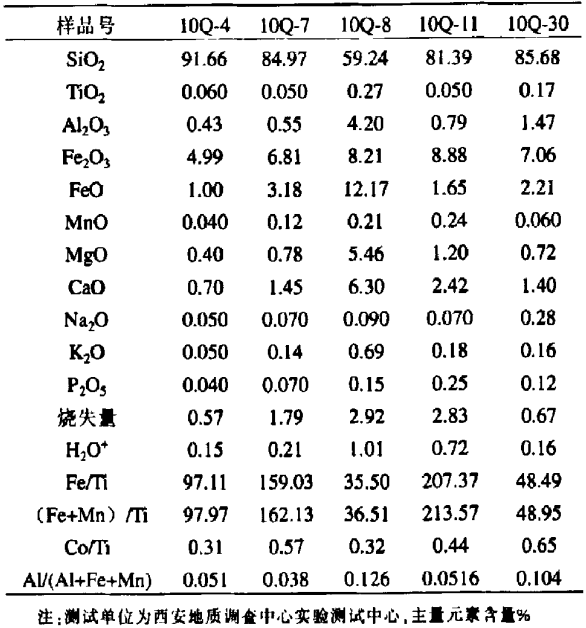 样品号 10Q-4 10Q-7 10Q-8 10Q-11 10Q-30
SiO₂ 91.66 84.97 59.24 81.39 85.68
TiO₂ 0.060 0.050 0.27 0.050 0.17
Al₂O₃ 0.43 0.55 4.20 0.79 1.47
Fe₂O₃ 4.99 6.81 8.21 8.88 7.06
FeO 1.00 3.18 12.17 1.65 2.21
MnO 0.040 0.12 0.21 0.24 0.060
MgO 0.40 0.78 5.46 1.20 0.72
CaO 0.70 1.45 6.30 2.42 1.40
Na₂O 0.050 0.070 0.090 0.070 0.28
K₂O 0.050 0.14 0.69 0.18 0.16
P₂O₅ 0.040 0.070 0.15 0.25 0.12
烧失量 0.57 1.79 2.92 2.83 0.67
H₂O⁺ 0.15 0.21 1.01 0.72 0.16
Fe/Ti 97.11 159.03 35.50 207.37 48.49
（Fe+Mn）/Ti 97.97 162.13 36.51 213.57 48.95
Co/Ti 0.31 0.57 0.32 0.44 0.65
Al/(Al+Fe+Mn) 0.051 0.038 0.126 0.0516 0.104
注:测试单位为西安地质调查中心实验测试中心,主量元素含量%